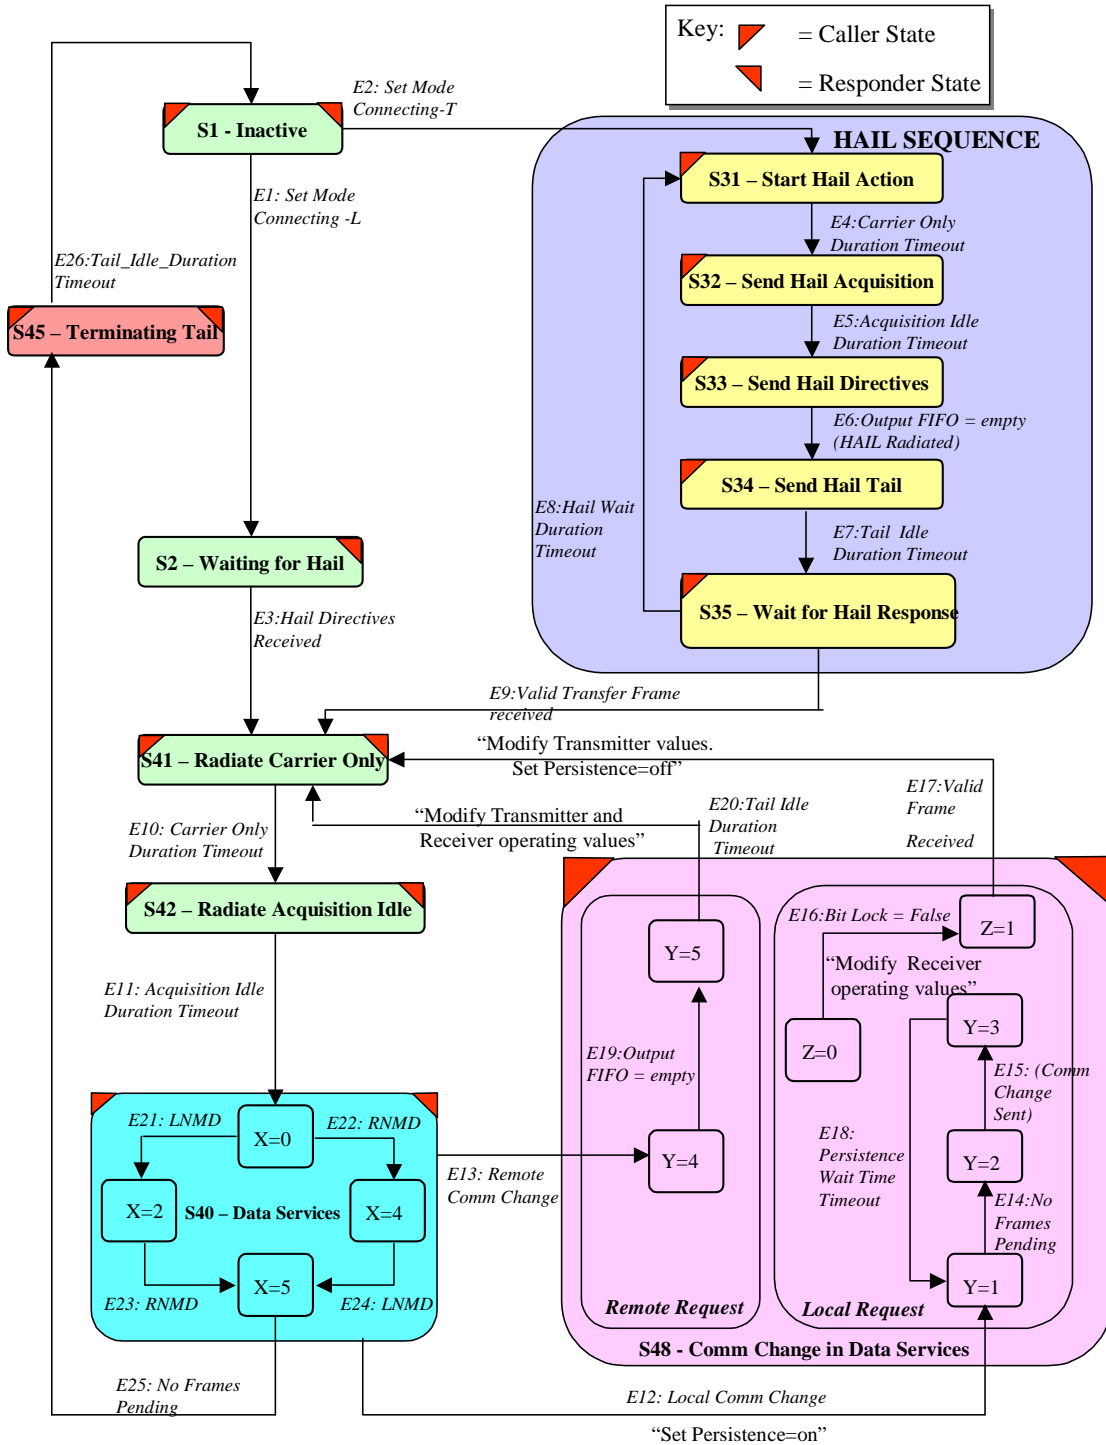 Key:
= Caller State
= Responder State
E2: Set Mode
Connecting-T
S1 - Inactive
HAIL SEQUENCE
S31 – Start Hail Action
E1: Set Mode
Connecting -L
E4:Carrier Only
Duration Timeout
E26:Tail_Idle_Duration
Timeout
S32 – Send Hail Acquisition
S45 – Terminating Tail
E5:Acquisition Idle
Duration Timeout
S33 – Send Hail Directives
E6:Output FIFO = empty
(HAIL Radiated)
S34 – Send Hail Tail
E8:Hail Wait
Duration
Timeout
E7:Tail Idle
Duration Timeout
S2 – Waiting for Hail
S35 – Wait for Hail Response
E3:Hail Directives
Received
E9:Valid Transfer Frame
received
S41 – Radiate Carrier Only
“Modify Transmitter values.
Set Persistence=off”
E17:Valid
Frame
Received
E20:Tail Idle
Duration
Timeout
“Modify Transmitter and
Receiver operating values”
E10: Carrier Only
Duration Timeout
S42 – Radiate Acquisition Idle
E16:Bit Lock = False
Z=1
Y=5
“Modify Receiver
operating values”
E11: Acquisition Idle
Duration Timeout
Y=3
Z=0
E19:Output
FIFO = empty
E15: (Comm
Change
Sent)
E21: LNMD
E22: RNMD
X=0
E18:
Persistence
Wait Time
Timeout
Y=4
Y=2
E13: Remote
Comm Change
X=2
S40 – Data Services
X=4
E14:No
Frames
Pending
X=5
Y=1
E23: RNMD
E24: LNMD
Remote Request
Local Request
S48 - Comm Change in Data Services
E25: No Frames
Pending
E12: Local Comm Change
“Set Persistence=on”